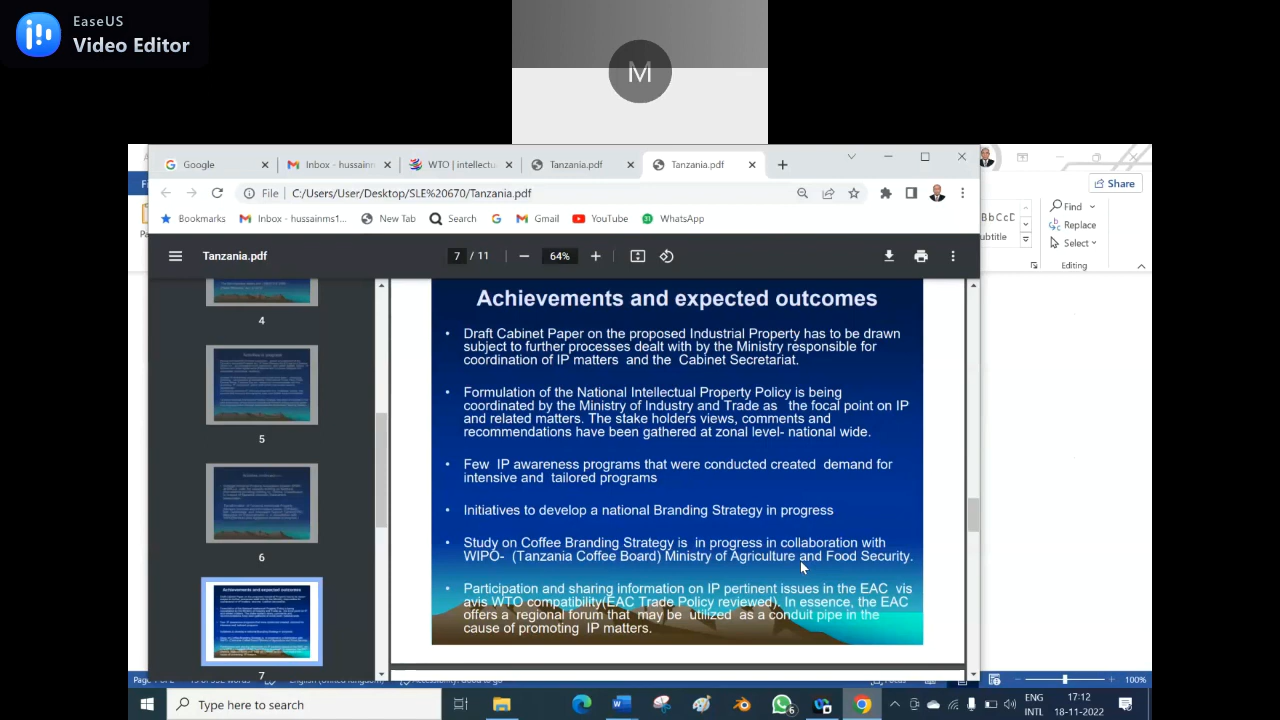 EaseUS
Video Editor
M
Google
Inbox - hussainn
WTO | intellectu
Tanzania.pdf
Tanzania.pdf
File
C:/Users/User/Desktop/SLE%20670/Tanzania.pdf
Share
Bookmarks
Inbox - hussainms1...
New Tab
Search
Gmail
YouTube
WhatsApp
Find
Replace
Select
Editing
Tanzania.pdf
7 / 11
64%
4
5
6
7
Achievements and expected outcomes
• Draft Cabinet Paper on the proposed Industrial Property has to be drawn
subject to further processes dealt with by the Ministry responsible for
coordination of IP matters and the Cabinet Secretariat.
• Formulation of the National Intellectual Property Policy is being
coordinated by the Ministry of Industry and Trade as the focal point on IP
and related matters. The stake holders views, comments and
recommendations have been gathered at zonal level- national wide.
• Few IP awareness programs that were conducted created demand for
intensive and tailored programs
• Initiatives to develop a national Branding Strategy in progress
• Study on Coffee Branding Strategy is in progress in collaboration with
WIPO- (Tanzania Coffee Board) Ministry of Agriculture and Food Security.
• Participation and sharing information on IP pertinent issues in the EAC vis
avis WTO compatibility(EAC Trade Policy reviewed). In essence, the EAC
offers a regional forum that may be utilized as a conduit pipe in the
cause of promoting IP matters.
100%
Type here to search
ENG
INTL
17:12
18-11-2022